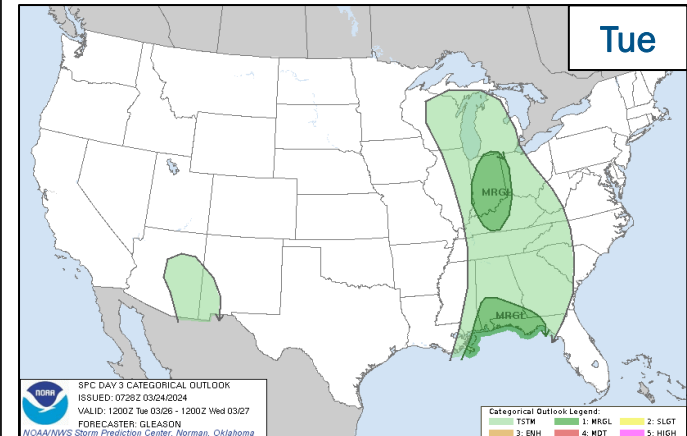 Tue
MRGL
MRGL
NOAA
SPC DAY 3 CATEGORICAL OUTLOOK
ISSUED: 0728Z 03/24/2024
VALID: 1200Z Tue 03/26 - 1200Z Wed 03/27
FORECASTER: GLEASON
NOAA/NWS Storm Prediction Center, Norman, Oklahoma
Categorical Outlook Legend:
TSTM 1: MRGL 2: SLGT
3: ENH 4: MDT 5: HIGH